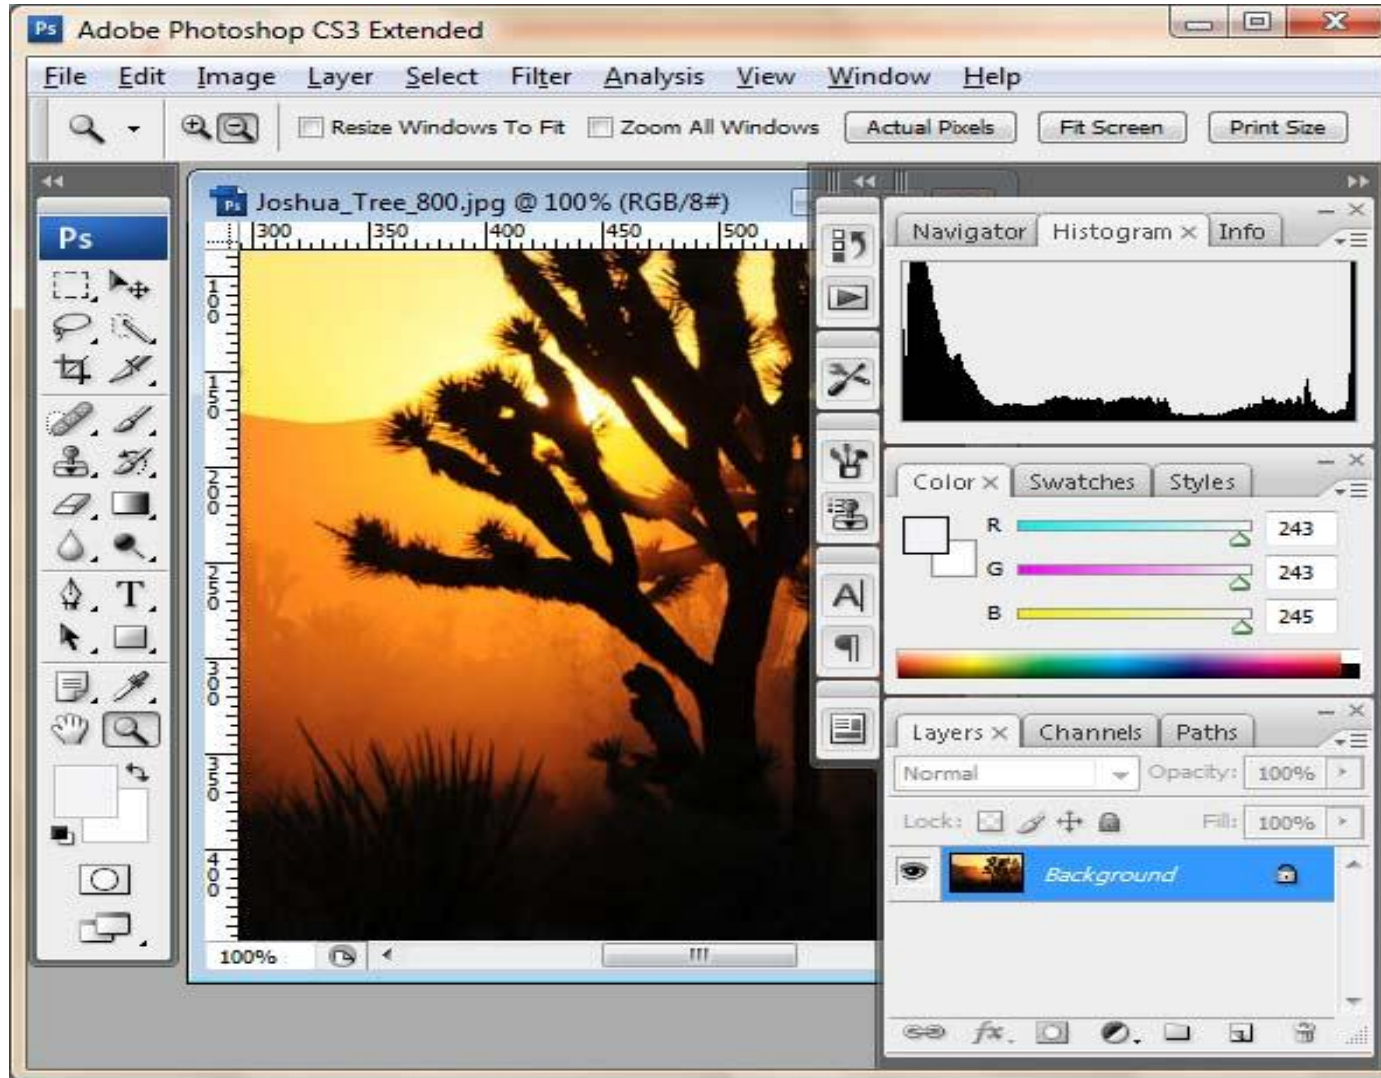 Ps Adobe Photoshop CS3 Extended
File Edit Image Layer Select Filter Analysis View Window Help
Resize Windows To Fit Zoom All Windows Actual Pixels Fit Screen Print Size
Ps
Ps Joshua_Tree_800.jpg @ 100% (RGB/8#)
300 350 400 450 500
100
150
200
250
300
350
400
T
100%
A
Navigator Histogram × Info
Color × Swatches Styles
R 243
G 243
B 245
Layers × Channels Paths
Normal Opacity: 100%
Lock: Fill: 100%
Background
fx.